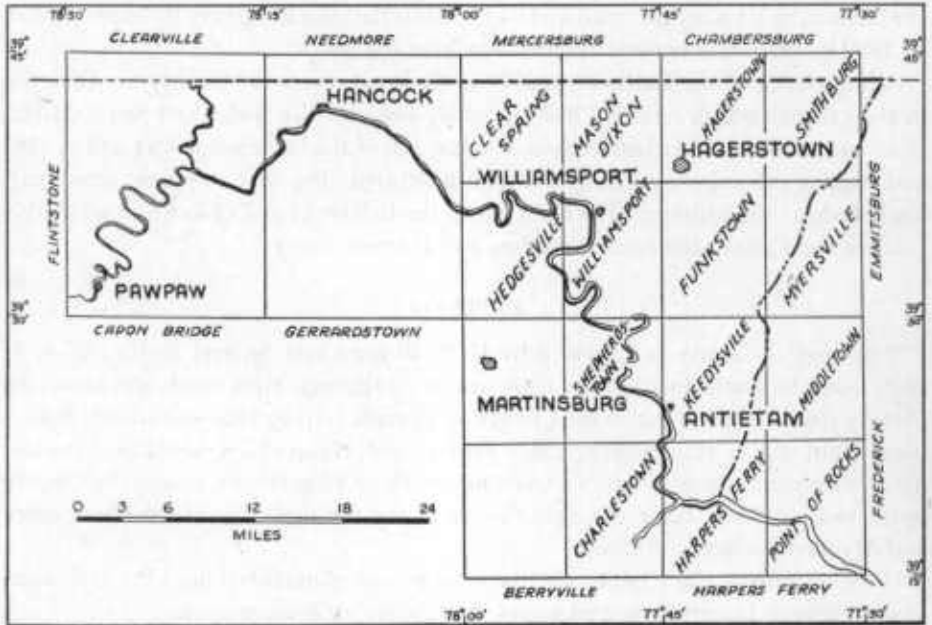 78°30' 78°15' 78°00' 77°45' 77°30'
CLEARVILLE NEEDMORE MERCERSBURG CHAMBERSBURG
39°
45'
39°
45'
HANCOCK
CLEAR
SPRING
MASON
DIXON
HAGERSTOWN
SMITHBURG
HAGERSTOWN
WILLIAMSPORT
FLINTSTONE
HEDGESVILLE
WILLIAMSPORT
FUNKSTOWN
MYERSVILLE
EMMITSBURG
PAWPAW
39°
30'
39°
30'
CAPON BRIDGE GERRARDSTOWN
SHEPHERDS
TOWN
KEEDYSVILLE
MIDDLETOWN
MARTINSBURG
ANTIETAM
CHARLESTOWN
HARPERS FERRY
POINT OF ROCKS
FREDERICK
0 3 6 12 18 24
MILES
39°
15'
BERRYVILLE HARPERS FERRY
78°00' 77°45' 77°30'